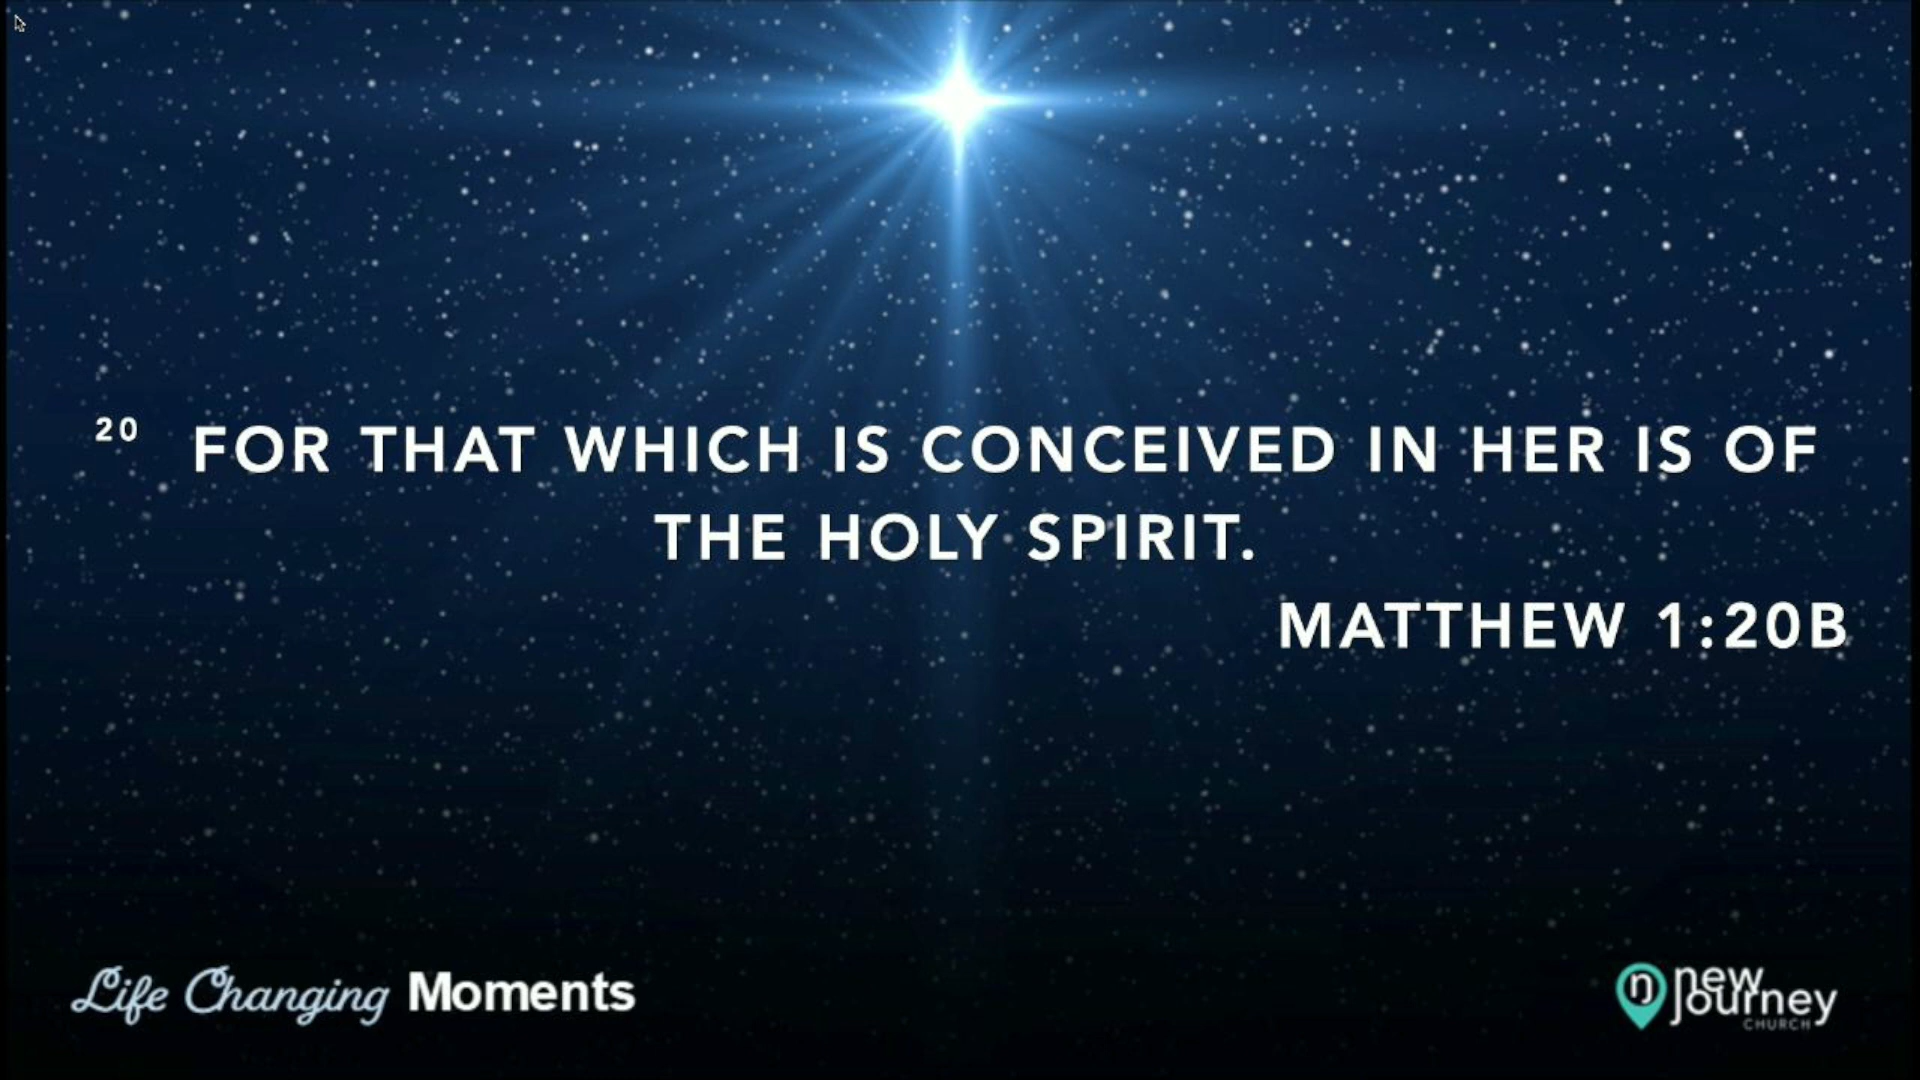 20 FOR THAT WHICH IS CONCEIVED IN HER IS OF
THE HOLY SPIRIT.
MATTHEW 1:20B
Life Changing Moments
n new
Journey
CHURCH